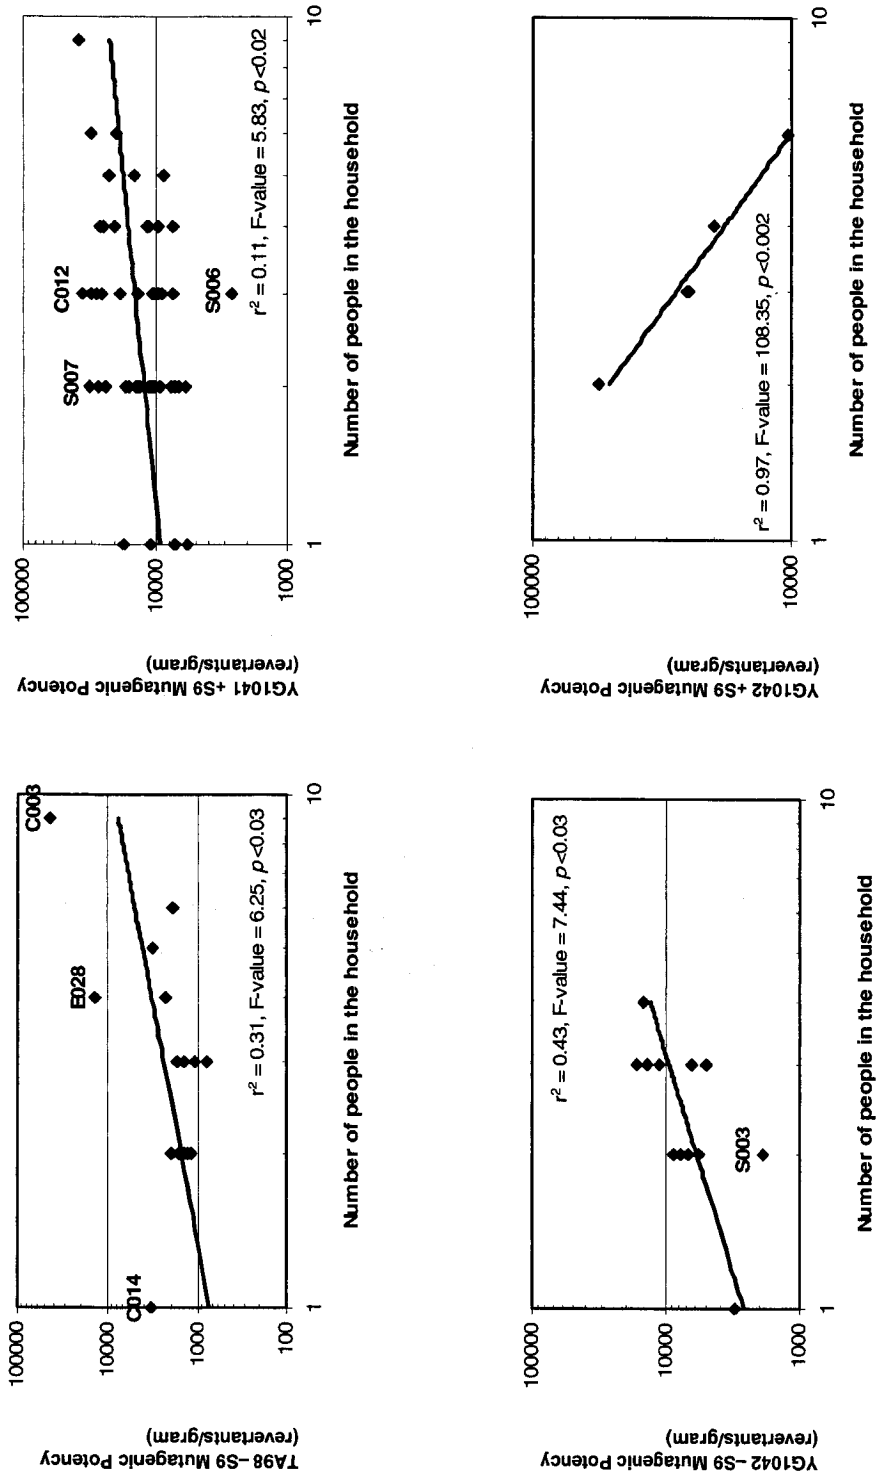 TA98 –S9 Mutagenic Potency
(revertants/gram)
100000
10000
1000
100
C014
E028
C003
r² = 0.31, F-value = 6.25, p<0.03
1
10
Number of people in the household
YG1041 +S9 Mutagenic Potency
(revertants/gram)
100000
10000
1000
S007
C012
S006
r² = 0.11, F-value = 5.83, p<0.02
1
10
Number of people in the household
YG1042 –S9 Mutagenic Potency
(revertants/gram)
100000
10000
1000
r² = 0.43, F-value = 7.44, p<0.03
S003
1
10
Number of people in the household
YG1042 +S9 Mutagenic Potency
(revertants/gram)
100000
10000
r² = 0.97, F-value = 108.35, p<0.002
1
10
Number of people in the household